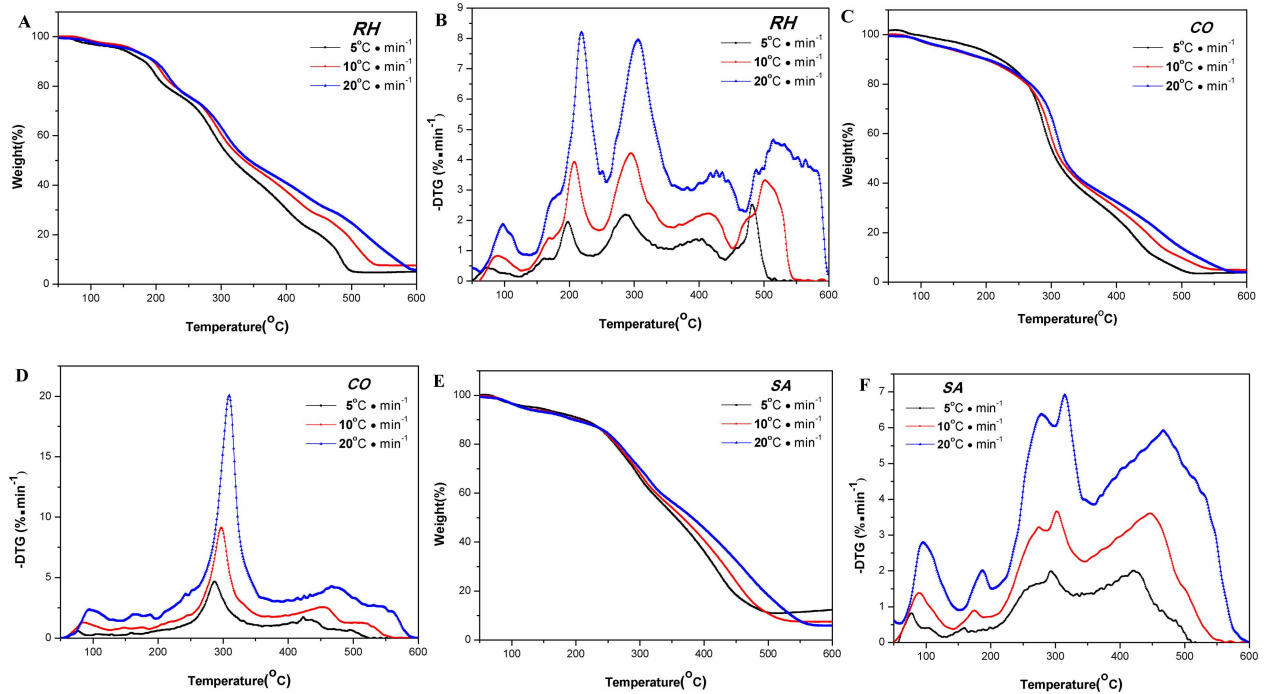 A
RH
5°C • min⁻¹
10°C • min⁻¹
20°C • min⁻¹
Weight(%)
100
80
60
40
20
0
100 200 300 400 500 600
Temperature(°C)
B
RH
5°C • min⁻¹
10°C • min⁻¹
20°C • min⁻¹
-DTG (%▪min⁻¹)
9
8
7
6
5
4
3
2
1
0
100 200 300 400 500 600
Temperature(°C)
C
CO
5°C • min⁻¹
10°C • min⁻¹
20°C • min⁻¹
Weight(%)
100
80
60
40
20
0
100 200 300 400 500 600
Temperature(°C)
D
CO
5°C • min⁻¹
10°C • min⁻¹
20°C • min⁻¹
-DTG (%▪min⁻¹)
20
15
10
5
0
100 200 300 400 500 600
Temperature(°C)
E
SA
5°C • min⁻¹
10°C • min⁻¹
20°C • min⁻¹
Weight(%)
100
80
60
40
20
0
100 200 300 400 500 600
Temperature(°C)
F
SA
5°C • min⁻¹
10°C • min⁻¹
20°C • min⁻¹
-DTG (%▪min⁻¹)
7
6
5
4
3
2
1
0
100 200 300 400 500 600
Temperature(°C)